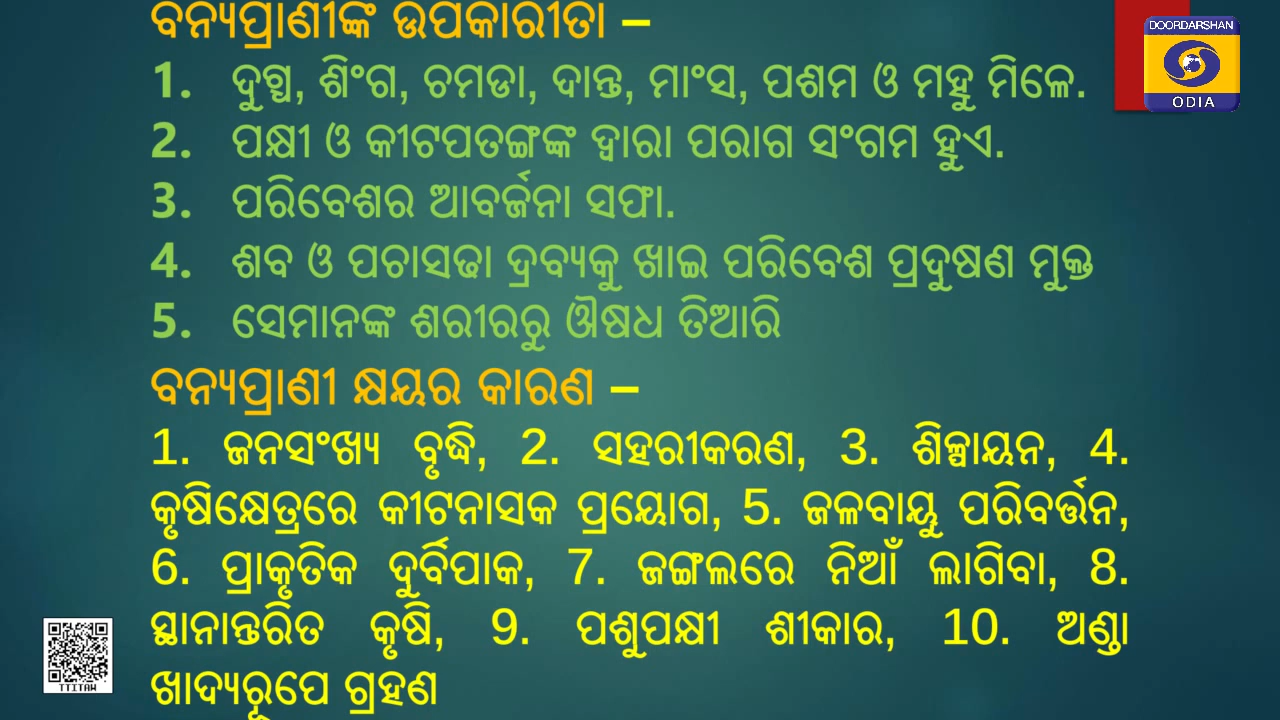 ବନ୍ୟପ୍ରାଣୀଙ୍କ ଉପକାରୀତା –
DOORDARSHAN
ODIA
1. ଦୁଗ୍ଧ, ଶିଂଗ, ଚମଡା, ଦାନ୍ତ, ମାଂସ, ପଶମ ଓ ମହୁ ମିଳେ.
2. ପକ୍ଷୀ ଓ କୀଟପତଙ୍ଗଙ୍କ ଦ୍ୱାରା ପରାଗ ସଂଗମ ହୁଏ.
3. ପରିବେଶର ଆବର୍ଜନା ସଫା.
4. ଶବ ଓ ପଚାସଢା ଦ୍ରବ୍ୟକୁ ଖାଇ ପରିବେଶ ପ୍ରଦୁଷଣ ମୁକ୍ତ
5. ସେମାନଙ୍କ ଶରୀରରୁ ଔଷଧ ତିଆରି
ବନ୍ୟପ୍ରାଣୀ କ୍ଷୟର କାରଣ –
1. ଜନସଂଖ୍ୟ ବୃଦ୍ଧି, 2. ସହରୀକରଣ, 3. ଶିଳ୍ପାୟନ, 4.
କୃଷିକ୍ଷେତ୍ରରେ କୀଟନାସକ ପ୍ରୟୋଗ, 5. ଜଳବାୟୁ ପରିବର୍ତ୍ତନ,
6. ପ୍ରାକୃତିକ ଦୁର୍ବିପାକ, 7. ଜଙ୍ଗଲରେ ନିଆଁ ଲାଗିବା, 8.
ସ୍ଥାନାନ୍ତରିତ କୃଷି, 9. ପଶୁପକ୍ଷୀ ଶୀକାର, 10. ଅଣ୍ଡା
ଖାଦ୍ୟରୂପେ ଗ୍ରହଣ
TTITAW